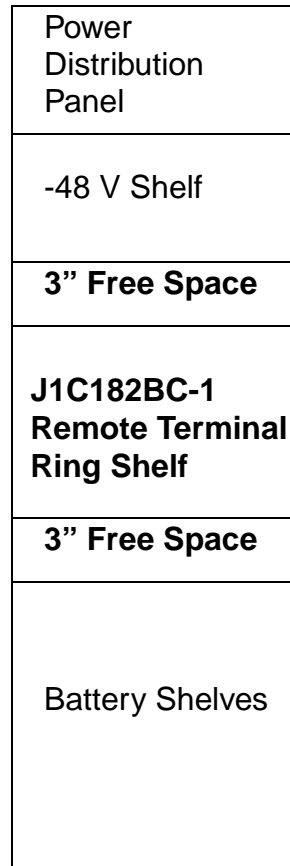 Power
Distribution
Panel
-48 V Shelf
3” Free Space
J1C182BC-1
Remote Terminal
Ring Shelf
3” Free Space
Battery Shelves